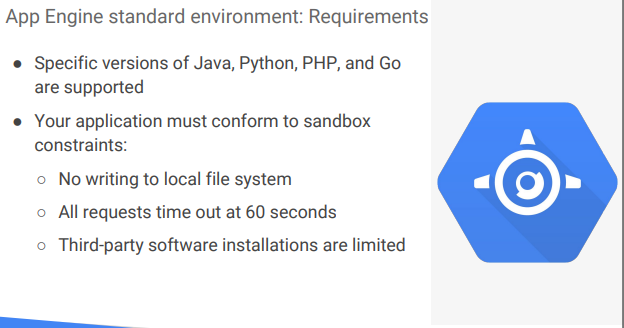 App Engine standard environment: Requirements
● Specific versions of Java, Python, PHP, and Go
are supported
● Your application must conform to sandbox
constraints:
○ No writing to local file system
○ All requests time out at 60 seconds
○ Third-party software installations are limited